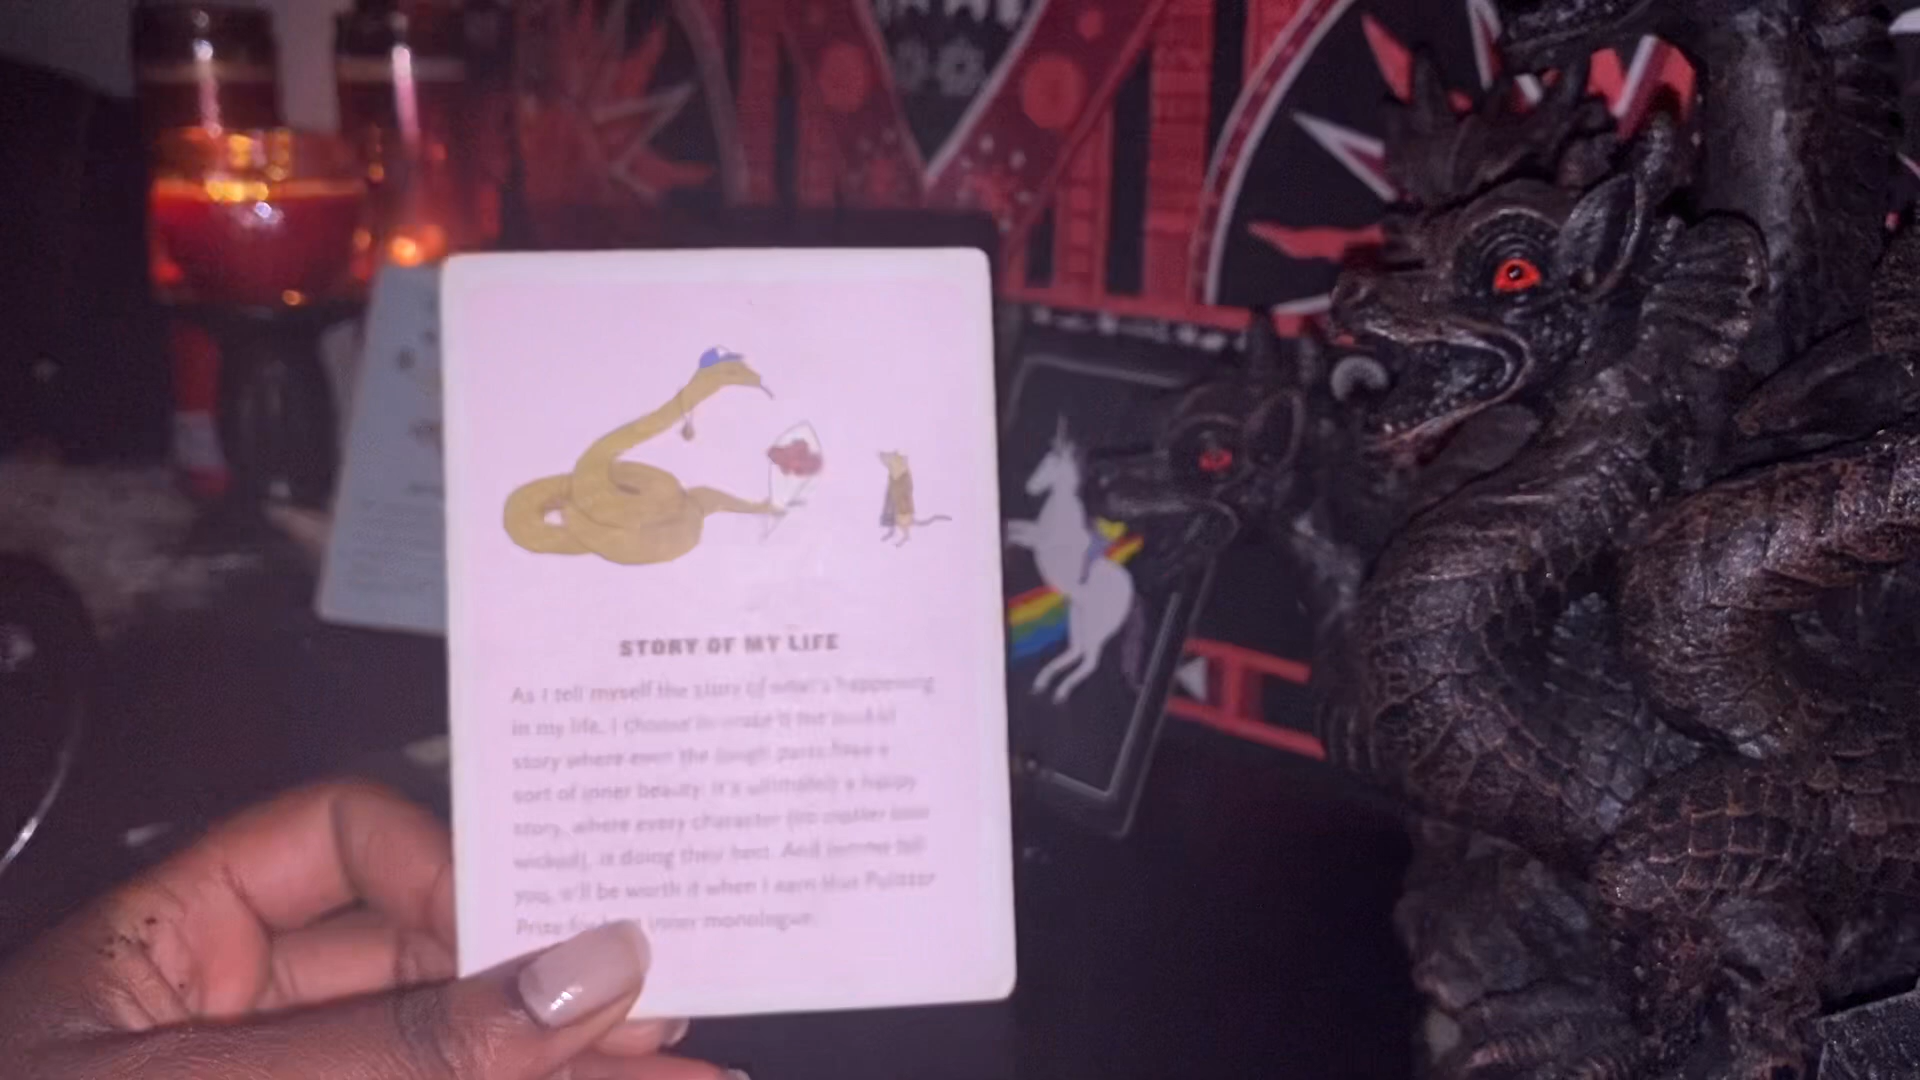 STORY OF MY LIFE
As I tell myself the story of what's happening
in my life, I choose to make it the kind of
story where even the tough parts have a
sort of inner beauty. It's ultimately a happy
story, where every character (no matter how
wicked), is doing their best. And lemme tell
you, it'll be worth it when I earn that Pulitzer
Prize for best inner monologue.